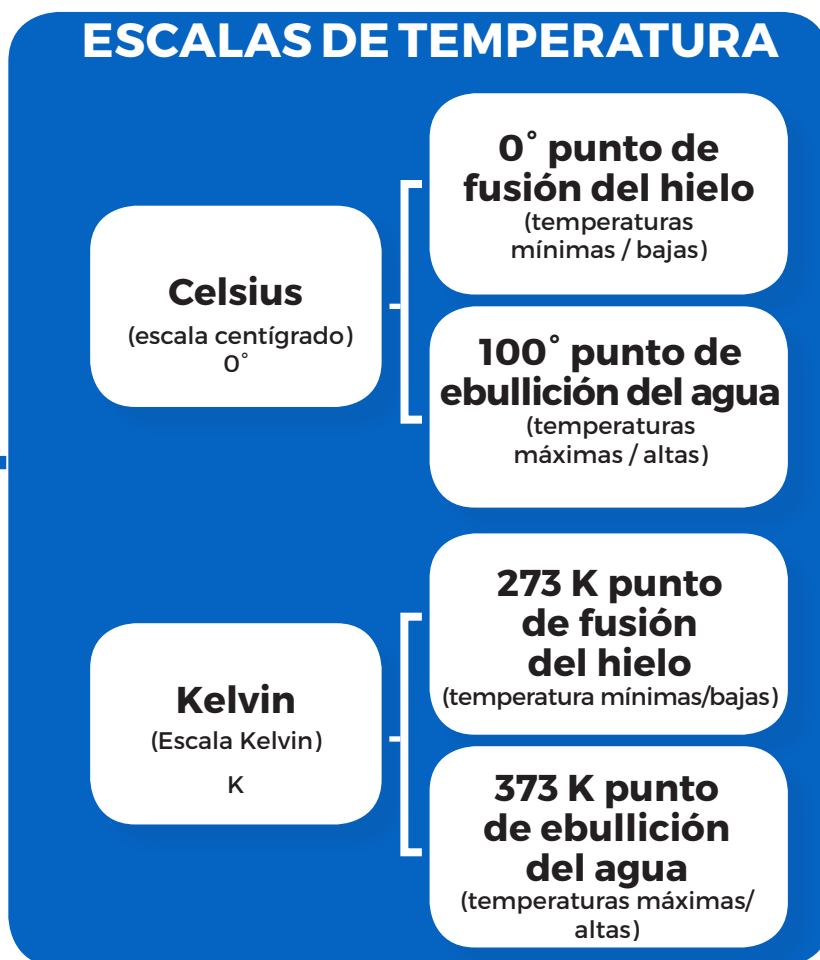 ESCALAS DE TEMPERATURA
Celsius
(escala centígrado)
0°
0° punto de
fusión del hielo
(temperaturas
mínimas / bajas)
100° punto de
ebullición del agua
(temperaturas
máximas / altas)
Kelvin
(Escala Kelvin)
K
273 K punto
de fusión
del hielo
(temperatura mínimas/bajas)
373 K punto
de ebullición
del agua
(temperaturas máximas/
altas)